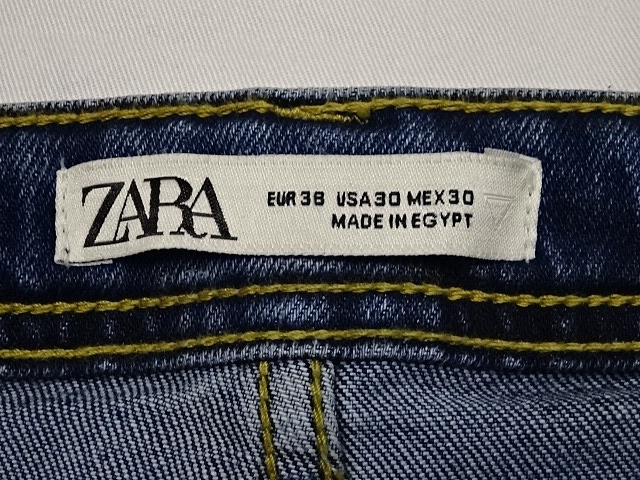 ZARA
EUR 38 USA 30 MEX 30
MADE IN EGYPT